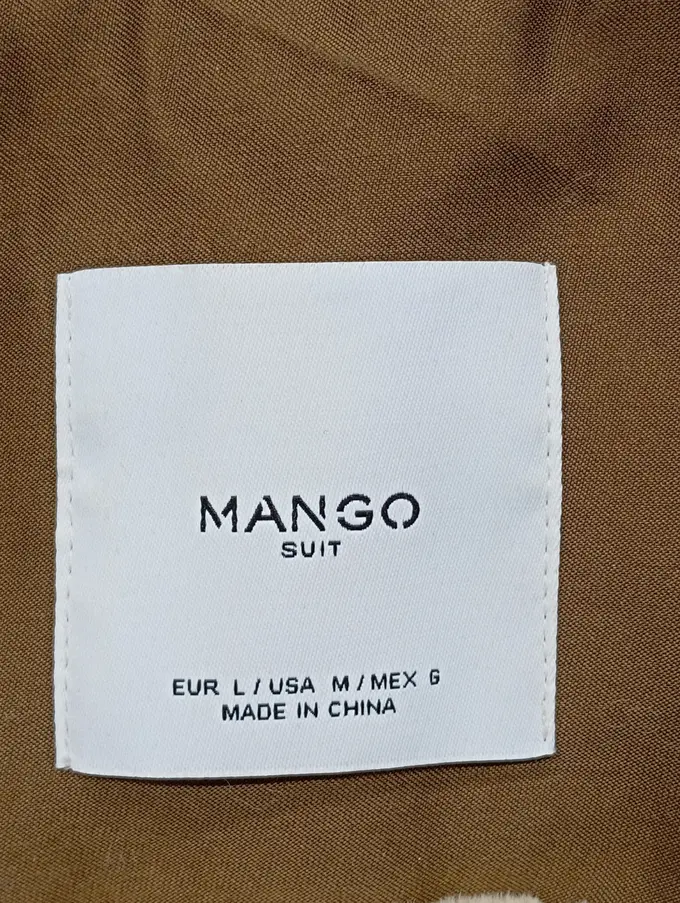 MANGO
SUIT
EUR L / USA M / MEX G
MADE IN CHINA